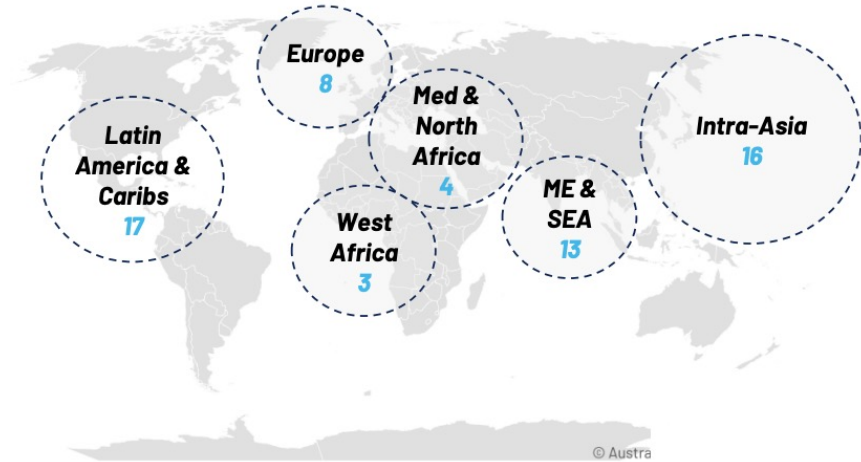 Europe
8
Med &
North
Africa
4
Latin
America &
Caribs
17
Intra-Asia
16
ME &
SEA
13
West
Africa
3
© Austra